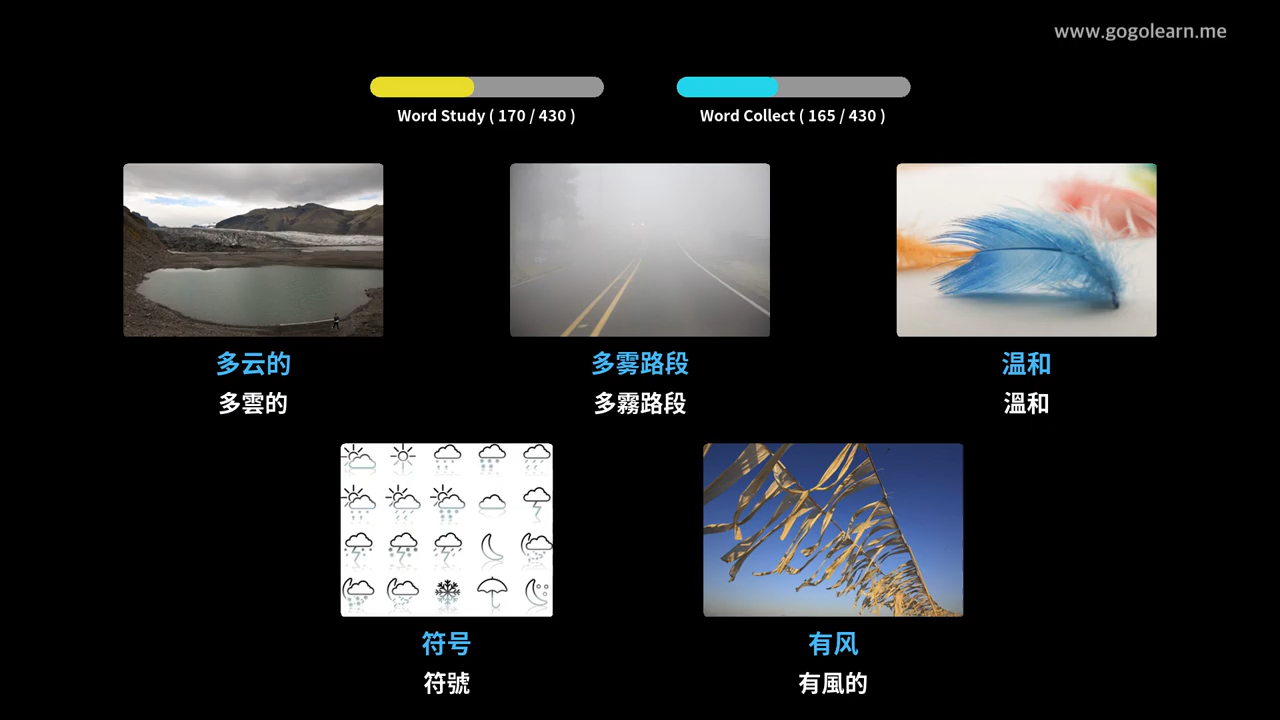 www.gogolearn.me
Word Study ( 170 / 430 )
Word Collect ( 165 / 430 )
多云的
多雲的
多雾路段
多霧路段
温和
溫和
符号
符號
有风
有風的